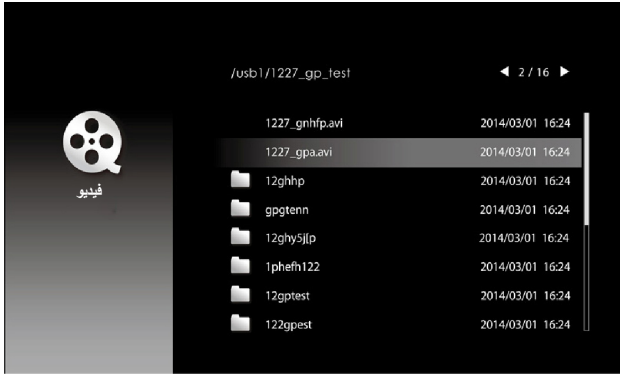 /usb1/1227_gp_test ◀ 2 / 16 ▶
1227_gnhfp.avi 2014/03/01 16:24
1227_gpa.avi 2014/03/01 16:24
12ghhp 2014/03/01 16:24
فيديو
gpgtenn 2014/03/01 16:24
12ghy5j[p 2014/03/01 16:24
1phefh122 2014/03/01 16:24
12gptest 2014/03/01 16:24
122gpest 2014/03/01 16:24